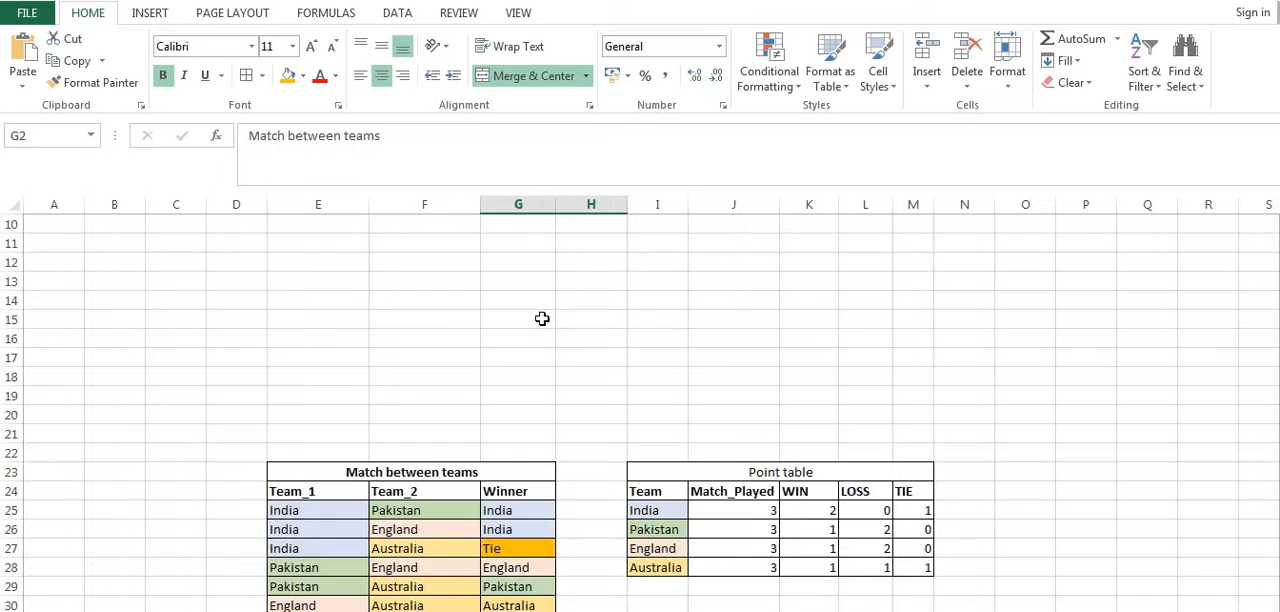 FILE HOME INSERT PAGE LAYOUT FORMULAS DATA REVIEW VIEW Sign in
Cut
Copy
Format Painter
Paste
Clipboard
Calibri 11
B I U A
Font
Wrap Text
Merge & Center
Alignment
General
%
Number
Conditional Formatting
Format as Table
Cell Styles
Styles
Insert Delete Format
Cells
AutoSum
Fill
Clear
Sort & Filter
Find & Select
Editing
G2 fx Match between teams
A B C D E F G H I J K L M N O P Q R S
10
11
12
13
14
15
16
17
18
19
20
21
22
23 Match between teams Point table
24 Team_1 Team_2 Winner Team Match_Played WIN LOSS TIE
25 India Pakistan India India 3 2 0 1
26 India England India Pakistan 3 1 2 0
27 India Australia Tie England 3 1 2 0
28 Pakistan England England Australia 3 1 1 1
29 Pakistan Australia Pakistan
30 England Australia Australia